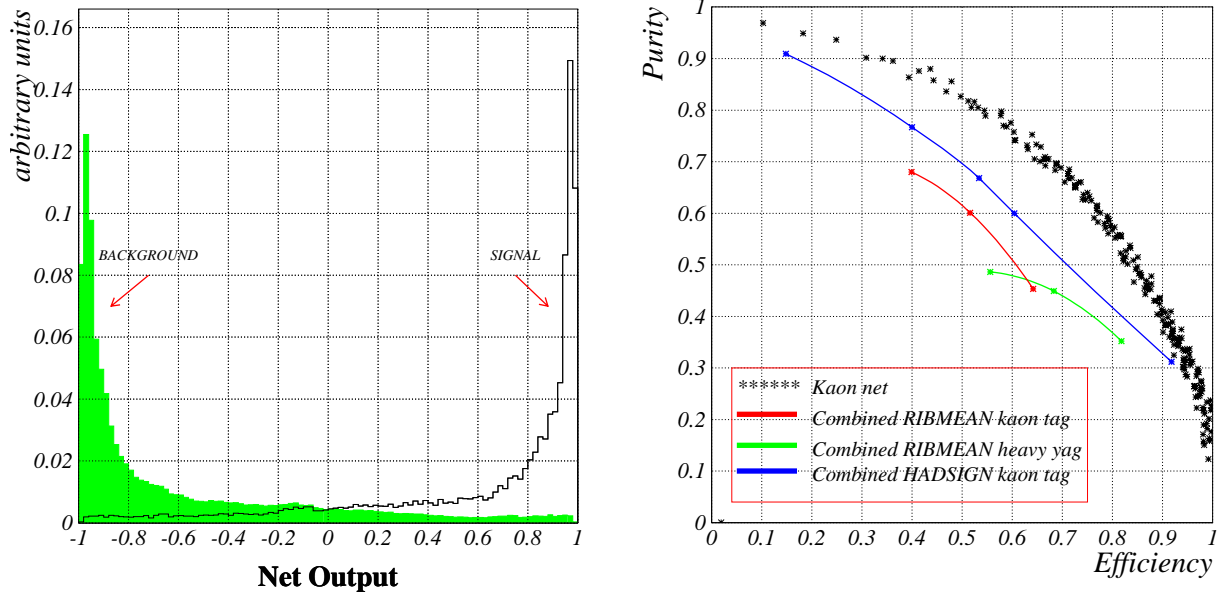 arbitrary units
0.16
0.14
0.12
0.1
0.08
0.06
0.04
0.02
0
BACKGROUND
SIGNAL
-1 -0.8 -0.6 -0.4 -0.2 0 0.2 0.4 0.6 0.8 1
Net Output
Purity
1
0.9
0.8
0.7
0.6
0.5
0.4
0.3
0.2
0.1
0
****** Kaon net
Combined RIBMEAN kaon tag
Combined RIBMEAN heavy yag
Combined HADSIGN kaon tag
0 0.1 0.2 0.3 0.4 0.5 0.6 0.7 0.8 0.9 1
Efficiency